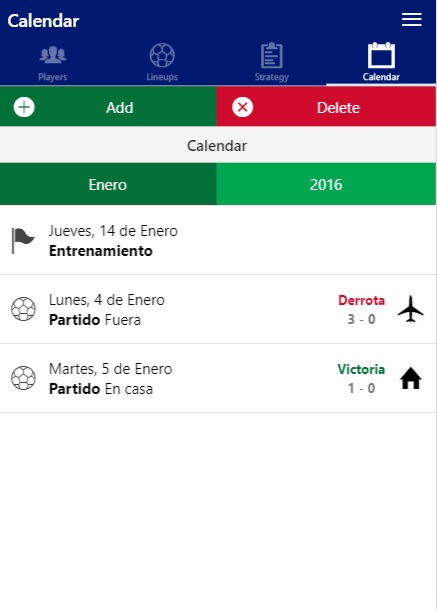 Calendar
Players
Lineups
Strategy
Calendar
Add
Delete
Calendar
Enero
2016
Jueves, 14 de Enero
Entrenamiento
Lunes, 4 de Enero
Partido Fuera
Derrota
3 - 0
Martes, 5 de Enero
Partido En casa
Victoria
1 - 0